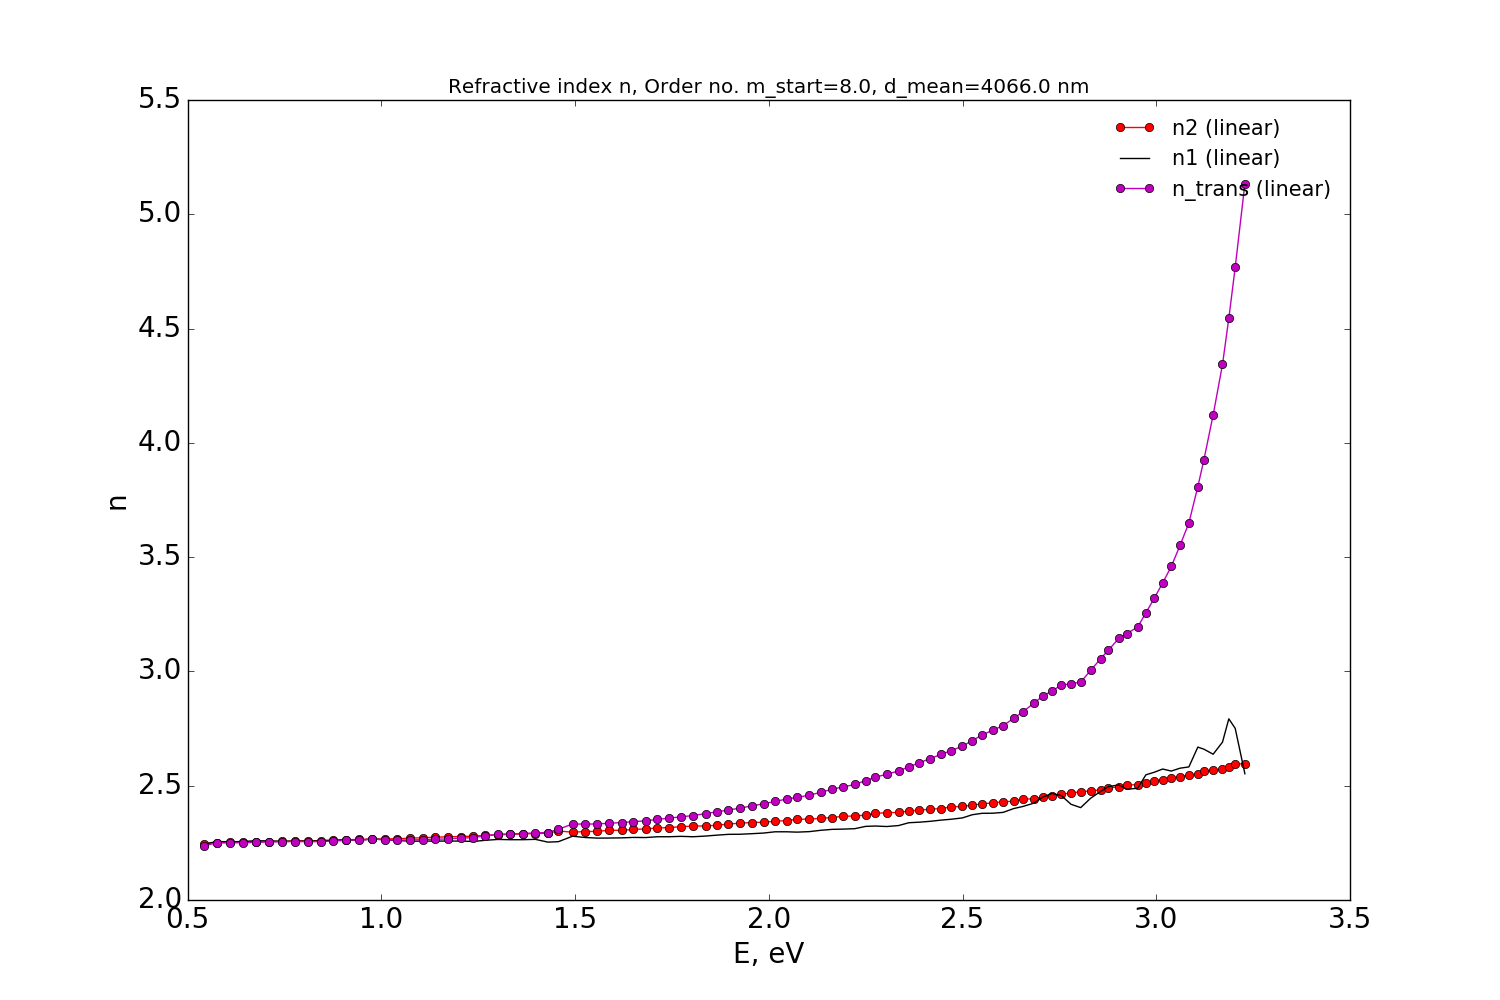 Refractive index n, Order no. m_start=8.0, d_mean=4066.0 nm
5.5
5.0
4.5
4.0
3.5
3.0
2.5
2.0
n
n2 (linear)
n1 (linear)
n_trans (linear)
0.5 1.0 1.5 2.0 2.5 3.0 3.5
E, eV